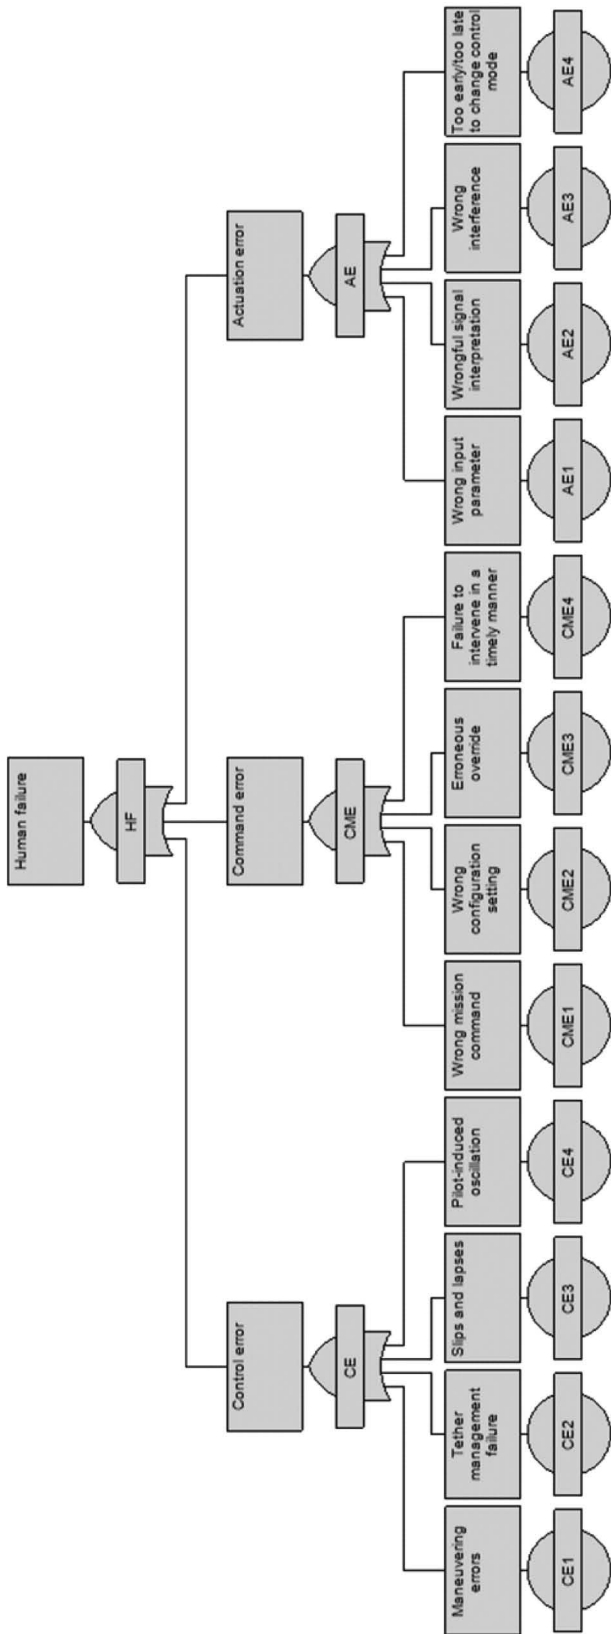 Human failure
HF
Control error
CE
Command error
CME
Actuation error
AE
Maneuvering
errors
CE1
Tether
management
failure
CE2
Slips and lapses
CE3
Pilot-induced
oscillation
CE4
Wrong mission
command
CME1
Wrong
configuration
setting
CME2
Erroneous
override
CME3
Failure to
intervene in a
timely manner
CME4
Wrong input
parameter
AE1
Wrongful signal
interpretation
AE2
Wrong
interference
AE3
Too early/too late
to change control
mode
AE4